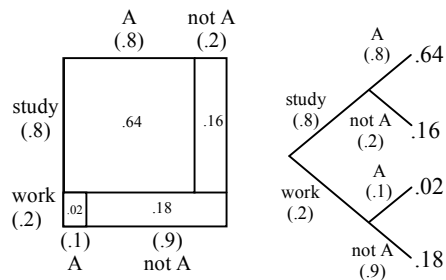 A
(.8)
not A
(.2)
study
(.8)
.64
.16
work
(.2)
.02
.18
(.1)
A
(.9)
not A
A
(.8)
.64
study
(.8)
not A
(.2)
.16
work
(.2)
A
(.1)
.02
not A
(.9)
.18